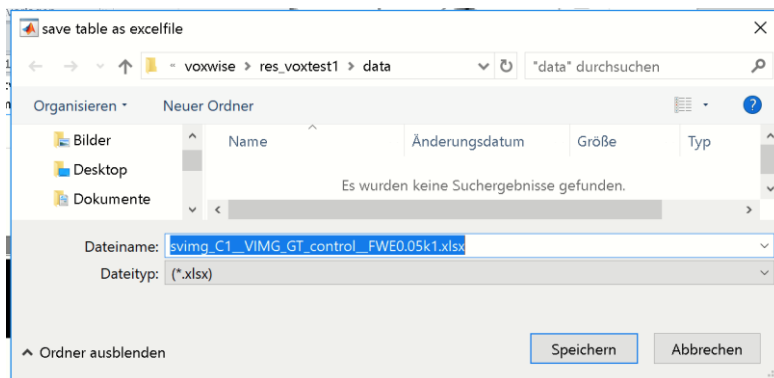 save table as excelfile
voxwise > res_voxtest1 > data
"data" durchsuchen
Organisieren
Neuer Ordner
Bilder
Desktop
Dokumente
Name
Änderungsdatum
Größe
Typ
Es wurden keine Suchergebnisse gefunden.
Dateiname: svimg_C1__VIMG_GT_control__FWE0.05k1.xlsx
Dateityp: (*.xlsx)
Ordner ausblenden
Speichern
Abbrechen